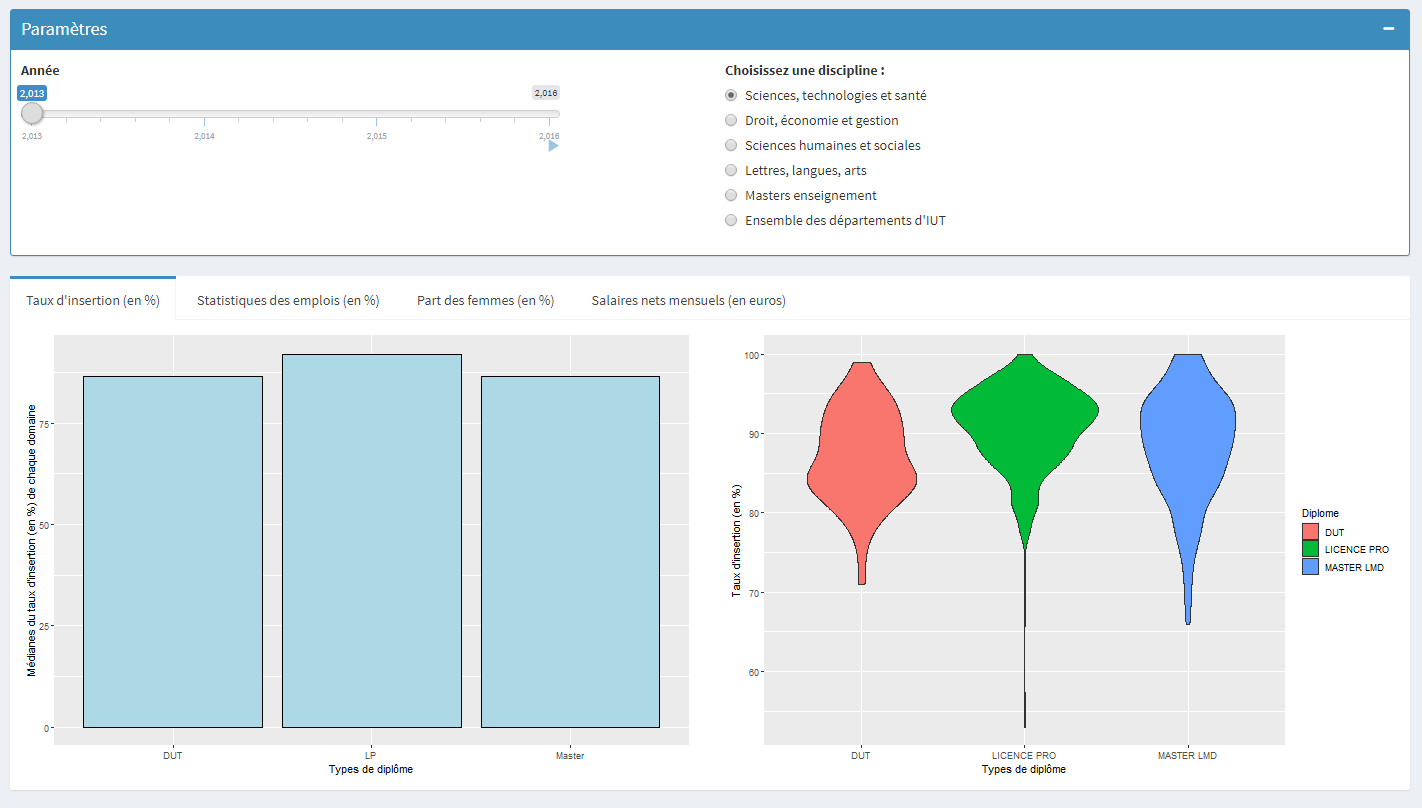 Paramètres
Année
2,013
2,016
2,013
2,014
2,015
2,016
Choisissez une discipline :
Sciences, technologies et santé
Droit, économie et gestion
Sciences humaines et sociales
Lettres, langues, arts
Masters enseignement
Ensemble des départements d'IUT
Taux d'insertion (en %)
Statistiques des emplois (en %)
Part des femmes (en %)
Salaires nets mensuels (en euros)
Médianes du taux d'insertion (en %) de chaque domaine
75
50
25
0
DUT
LP
Master
Types de diplôme
Taux d'insertion (en %)
100
90
80
70
60
DUT
LICENCE PRO
MASTER LMD
Types de diplôme
Diplome
DUT
LICENCE PRO
MASTER LMD